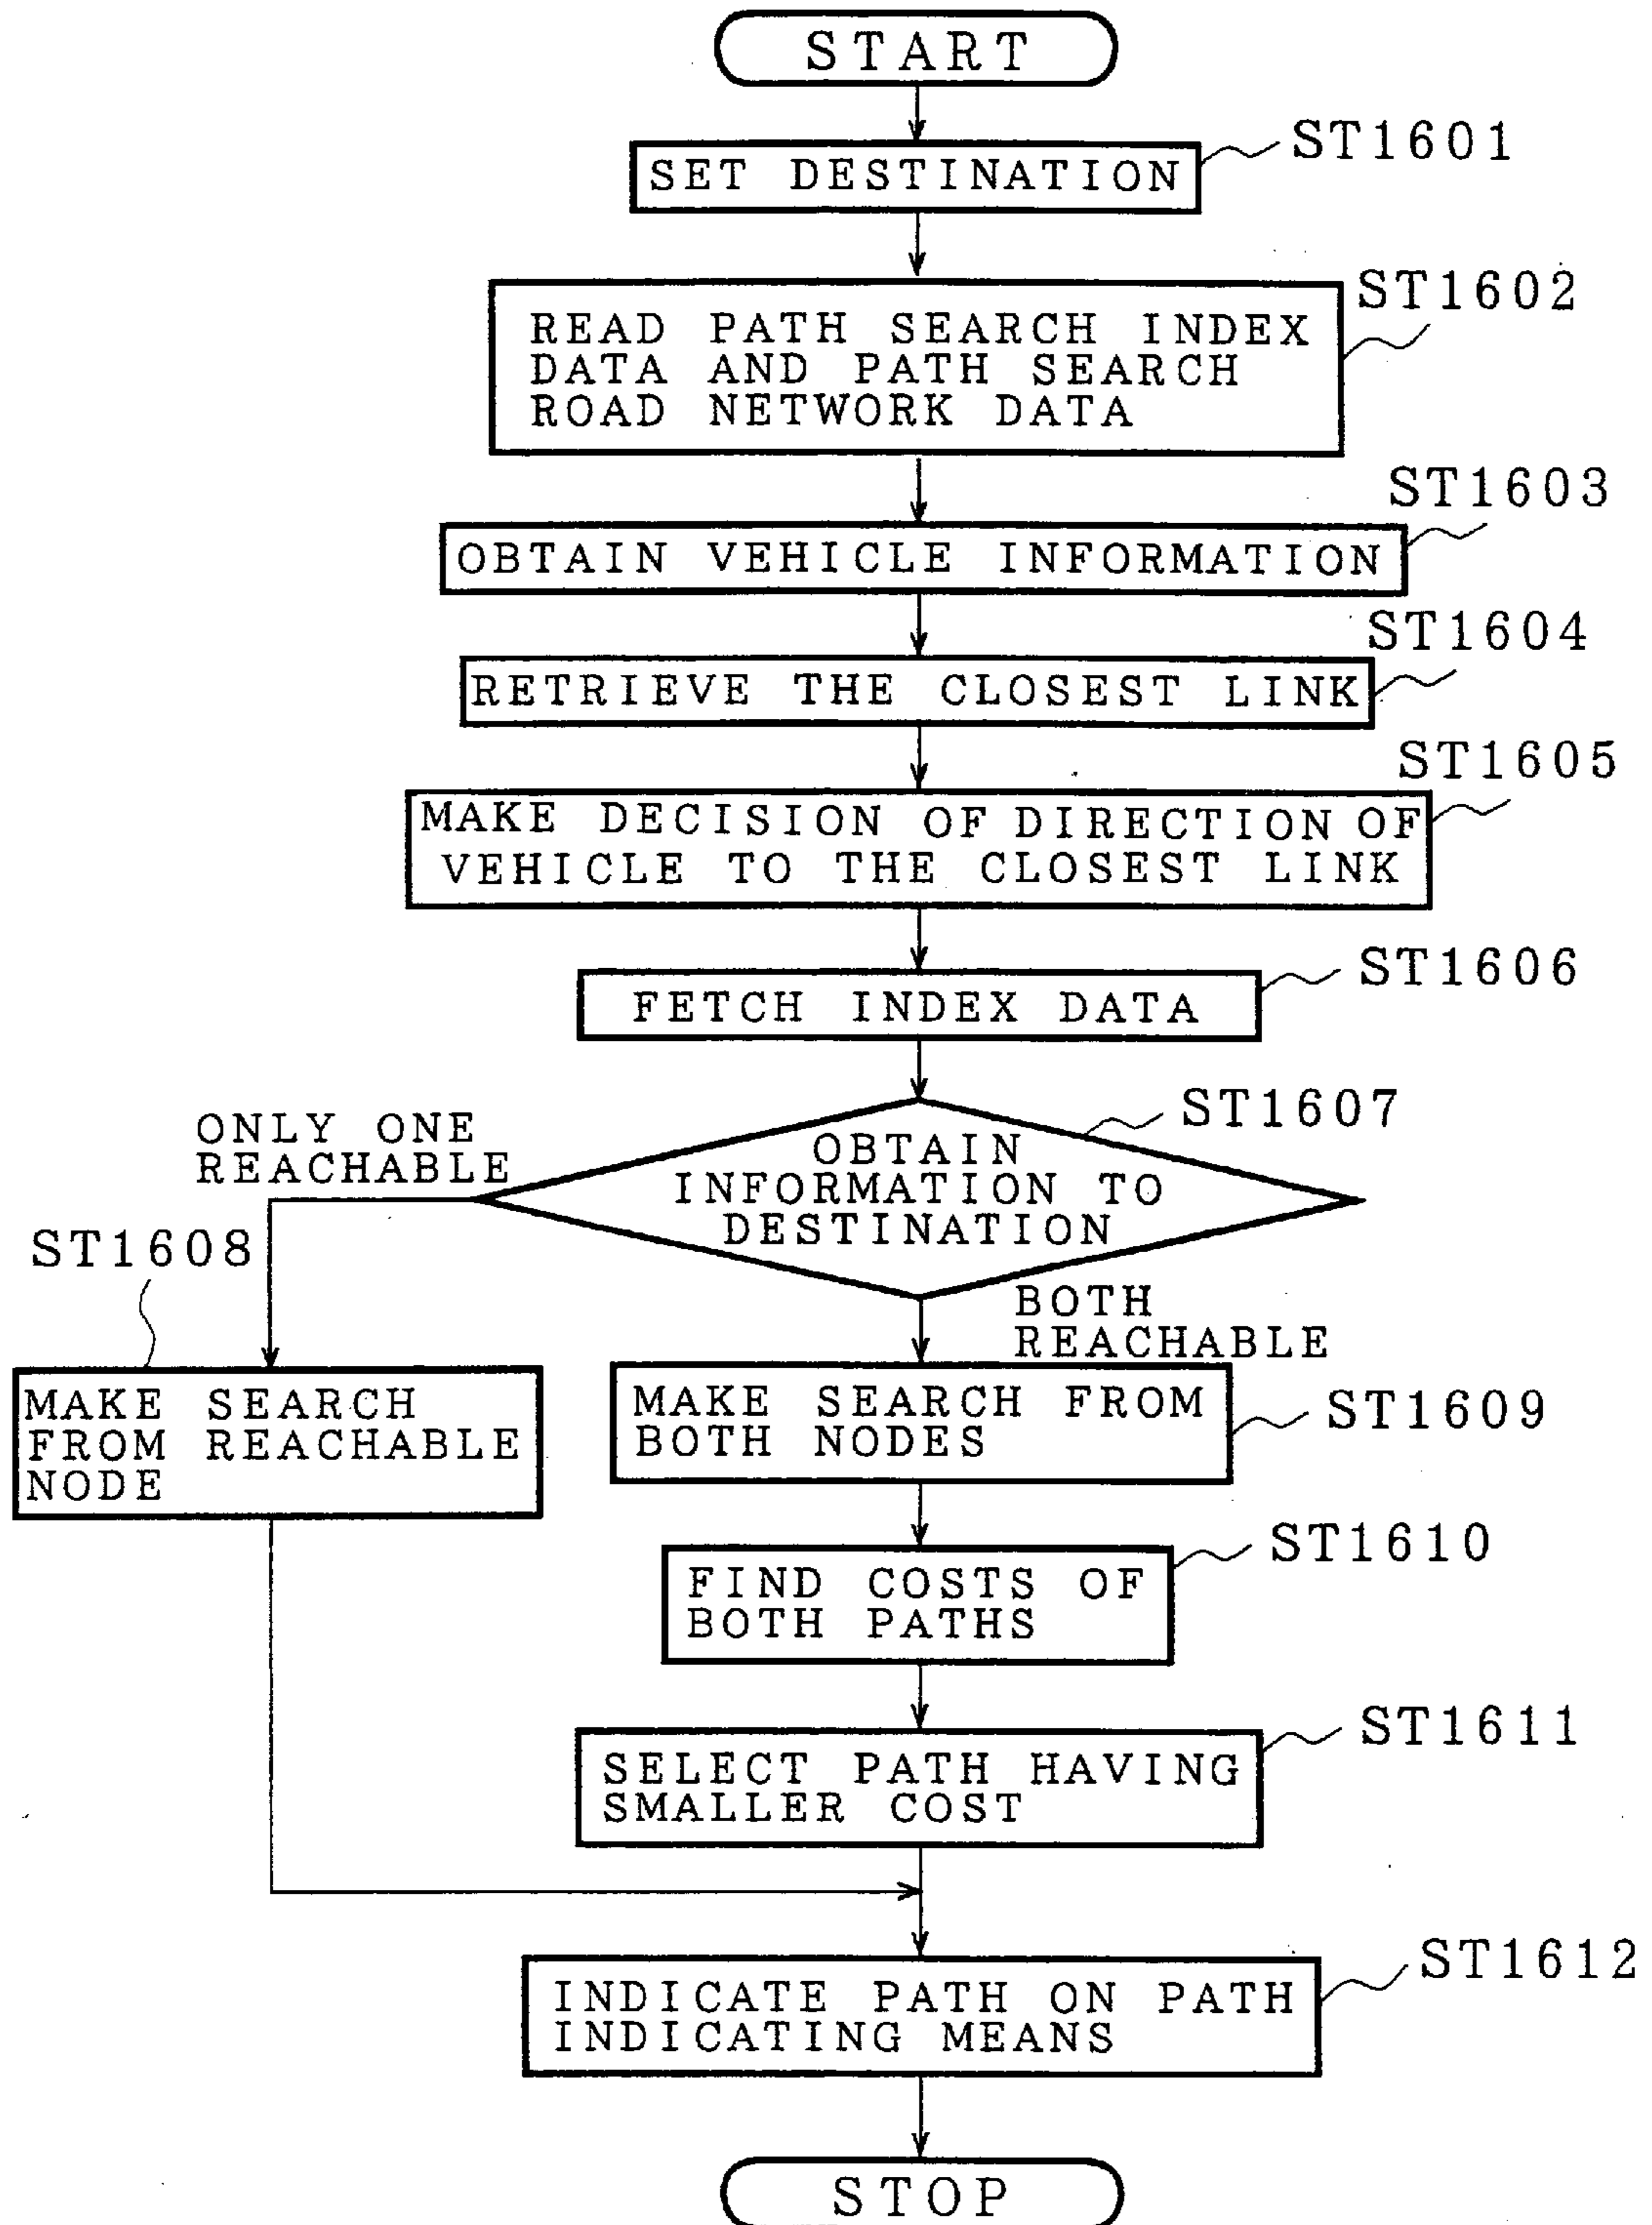 START
ST1601
SET DESTINATION
ST1602
READ PATH SEARCH INDEX
DATA AND PATH SEARCH
ROAD NETWORK DATA
ST1603
OBTAIN VEHICLE INFORMATION
ST1604
RETRIEVE THE CLOSEST LINK
ST1605
MAKE DECISION OF DIRECTION OF
VEHICLE TO THE CLOSEST LINK
ST1606
FETCH INDEX DATA
ST1607
ONLY ONE
REACHABLE
OBTAIN
INFORMATION TO
DESTINATION
ST1608
BOTH
REACHABLE
MAKE SEARCH
FROM REACHABLE
NODE
MAKE SEARCH FROM
BOTH NODES
ST1609
ST1610
FIND COSTS OF
BOTH PATHS
ST1611
SELECT PATH HAVING
SMALLER COST
ST1612
INDICATE PATH ON PATH
INDICATING MEANS
STOP